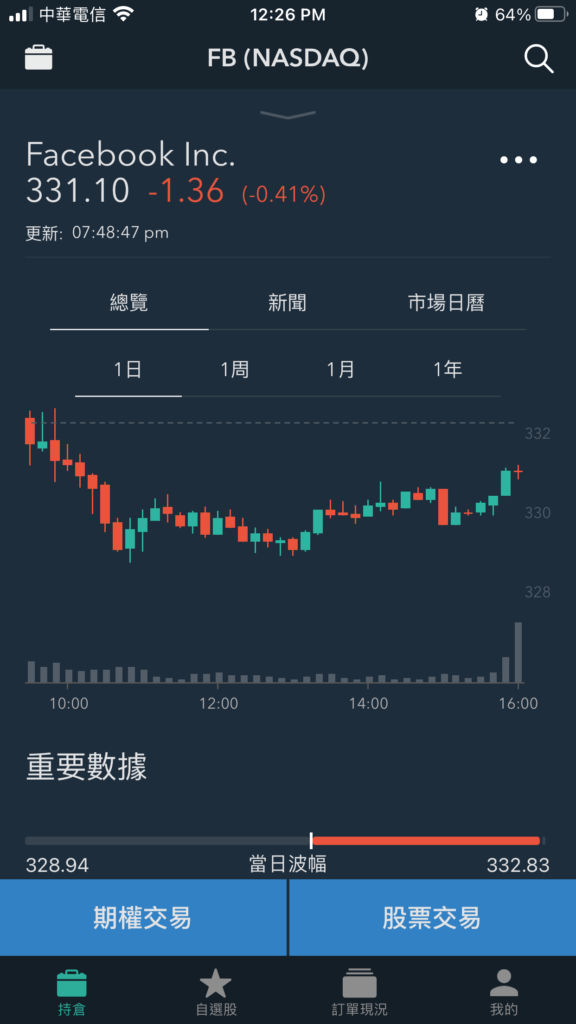 中華電信 12:26 PM 64%
FB (NASDAQ)
Facebook Inc.
331.10 -1.36 (-0.41%)
更新: 07:48:47 pm
總覽 新聞 市場日曆
1日 1周 1月 1年
332
330
328
10:00 12:00 14:00 16:00
重要數據
328.94 當日波幅 332.83
期權交易 股票交易
持倉 自選股 訂單現況 我的